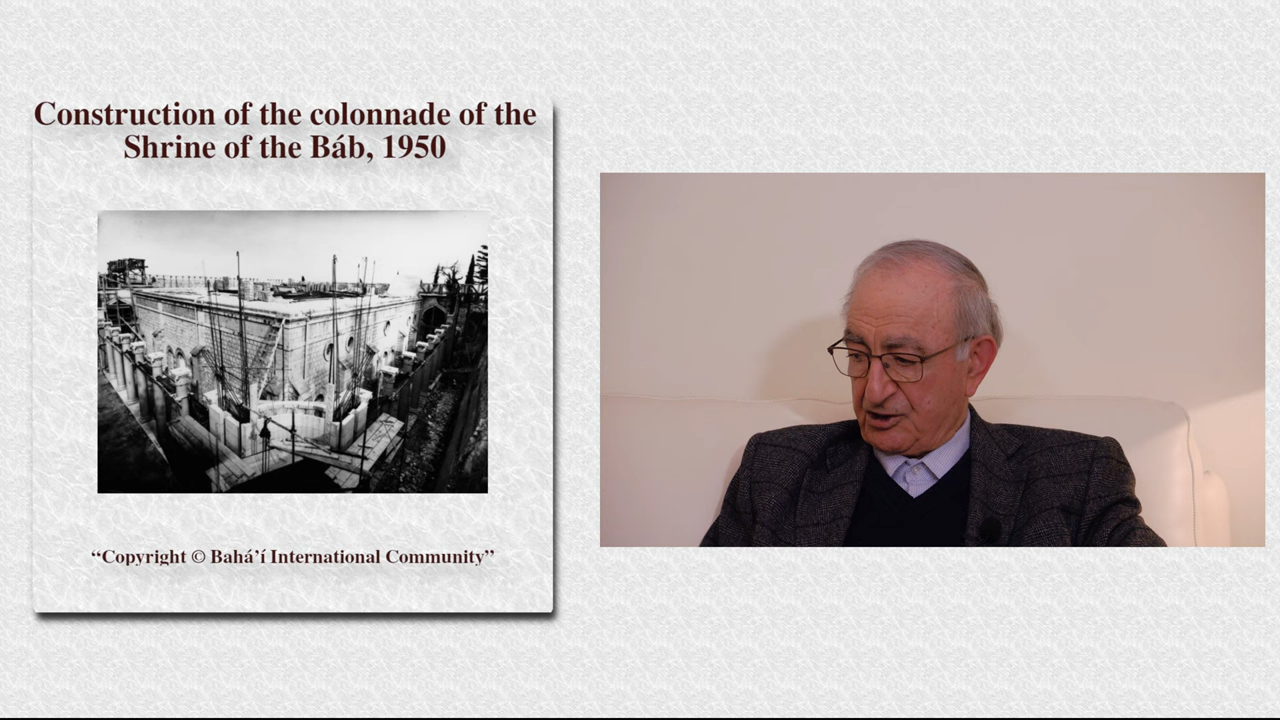 Construction of the colonnade of the
Shrine of the Báb, 1950
“Copyright © Bahá’í International Community”